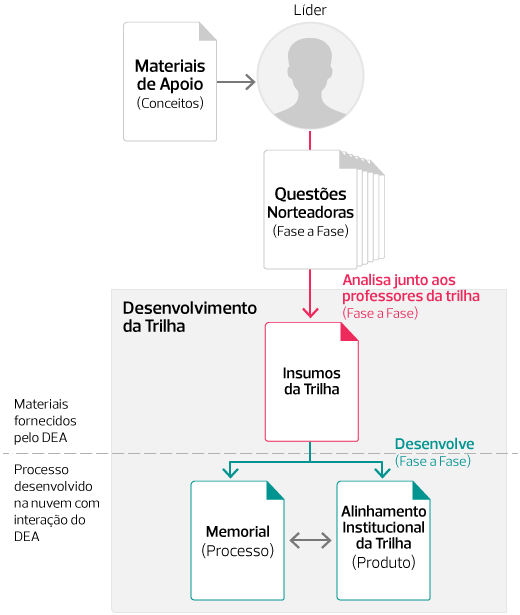 Líder
Materiais
de Apoio
(Conceitos)
Questões
Norteadoras
(Fase a Fase)
Analisa junto aos
professores da trilha
(Fase a Fase)
Desenvolvimento
da Trilha
Insumos
da Trilha
Materiais
fornecidos
pelo DEA
Desenvolve
(Fase a Fase)
Processo
desenvolvido
na nuvem com
interação do
DEA
Memorial
(Processo)
Alinhamento
Institucional
da Trilha
(Produto)